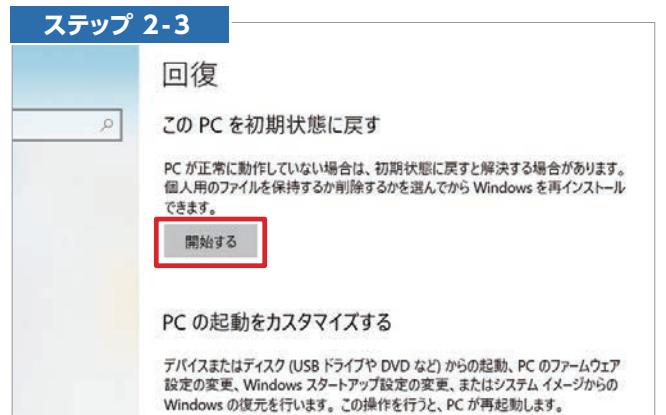 ステップ 2-3
回復
この PC を初期状態に戻す
PC が正常に動作していない場合は、初期状態に戻すと解決する場合があります。
個人用のファイルを保持するか削除するかを選んでから Windows を再インストール
できます。
開始する
PC の起動をカスタマイズする
デバイスまたはディスク (USB ドライブや DVD など) からの起動、PC のファームウェア
設定の変更、Windows スタートアップ設定の変更、またはシステム イメージからの
Windows の復元を行います。この操作を行うと、PC が再起動します。